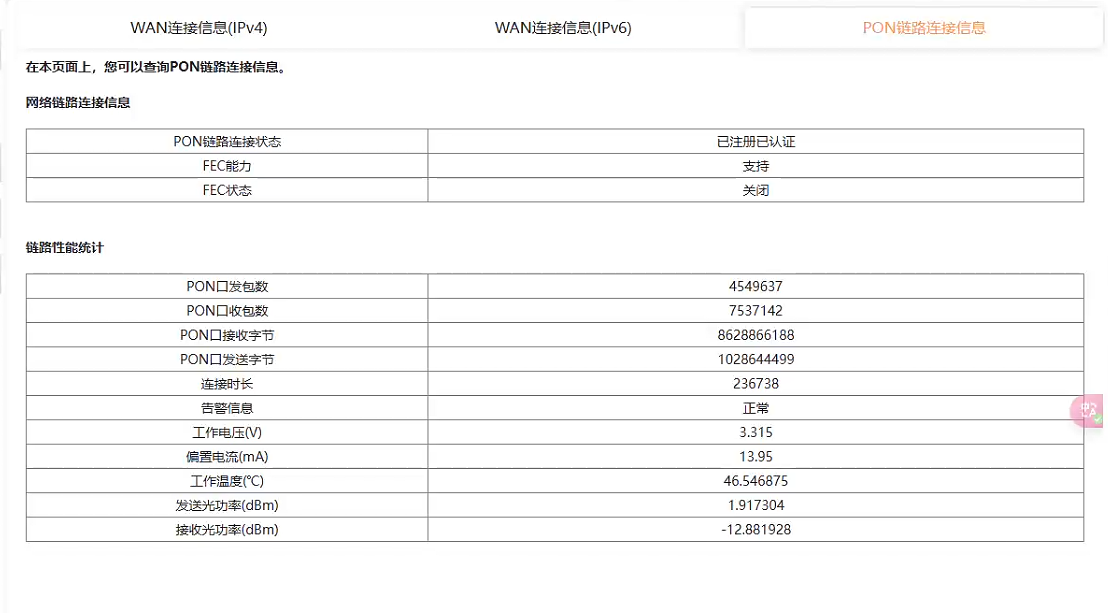 WAN连接信息(IPv4) WAN连接信息(IPv6) PON链路连接信息
在本页面上，您可以查询PON链路连接信息。
网络链路连接信息
PON链路连接状态 已注册已认证
FEC能力 支持
FEC状态 关闭
链路性能统计
PON口发包数 4549637
PON口收包数 7537142
PON口接收字节 8628866188
PON口发送字节 1028644499
连接时长 236738
告警信息 正常
工作电压(V) 3.315
偏置电流(mA) 13.95
工作温度(℃) 46.546875
发送光功率(dBm) 1.917304
接收光功率(dBm) -12.881928